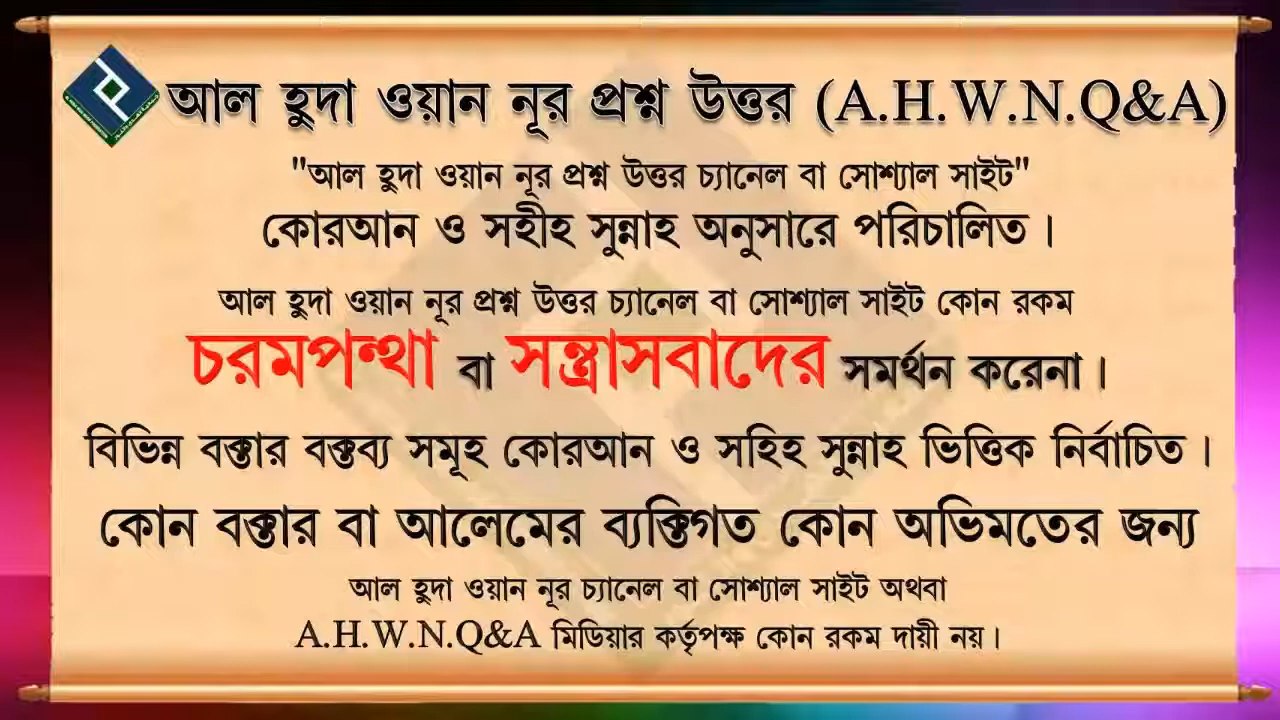 আল হুদা ওয়ান নূর প্রশ্ন উত্তর (A.H.W.N.Q&A)
"আল হুদা ওয়ান নূর প্রশ্ন উত্তর চ্যানেল বা সোশ্যাল সাইট"
কোরআন ও সহীহ সুন্নাহ অনুসারে পরিচালিত।
আল হুদা ওয়ান নূর প্রশ্ন উত্তর চ্যানেল বা সোশ্যাল সাইট কোন রকম
চরমপন্থা বা সন্ত্রাসবাদের সমর্থন করেনা।
বিভিন্ন বক্তার বক্তব্য সমূহ কোরআন ও সহিহ সুন্নাহ ভিত্তিক নির্বাচিত।
কোন বক্তার বা আলেমের ব্যক্তিগত কোন অভিমতের জন্য
আল হুদা ওয়ান নূর চ্যানেল বা সোশ্যাল সাইট অথবা
A.H.W.N.Q&A মিডিয়ার কর্তৃপক্ষ কোন রকম দায়ী নয়।